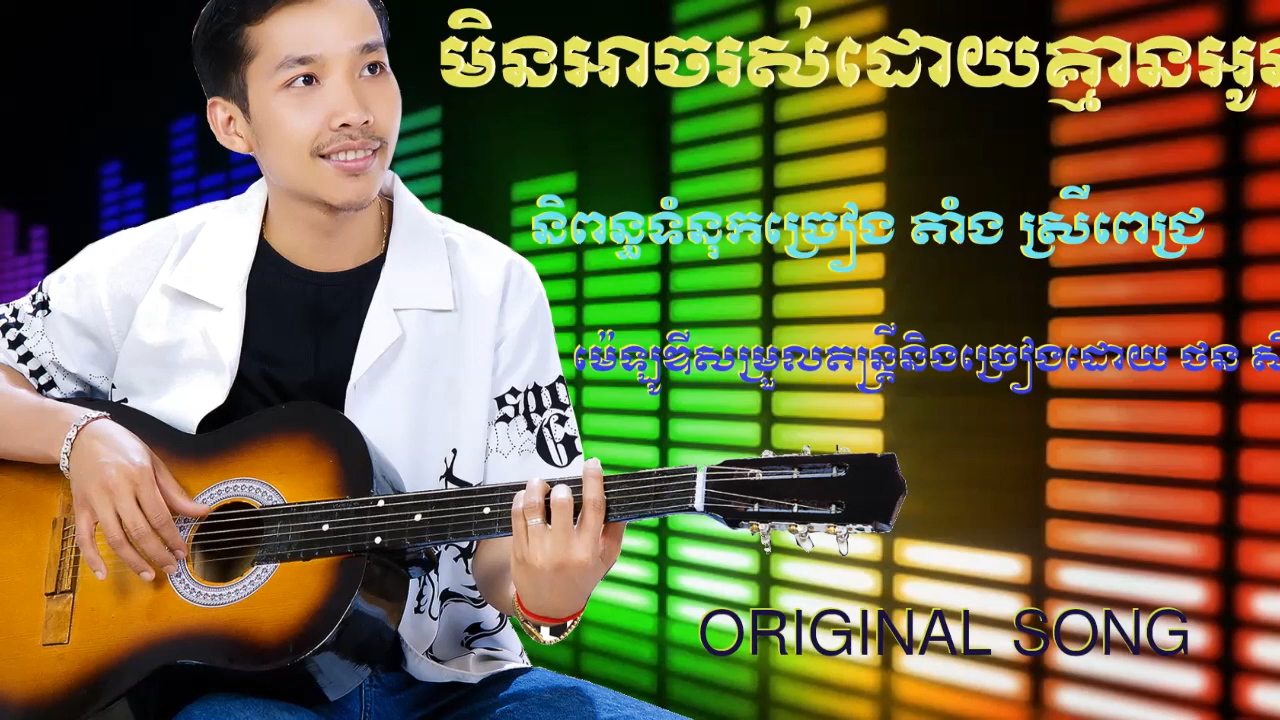 មិនអាចរស់ដោយគ្មានអូន
និពន្ធទំនុកច្រៀង តាំង ស្រីពេជ្រ
ម៉េឡូឌីសម្រួលតន្ត្រីនិងច្រៀងដោយ ថន
ORIGINAL SONG